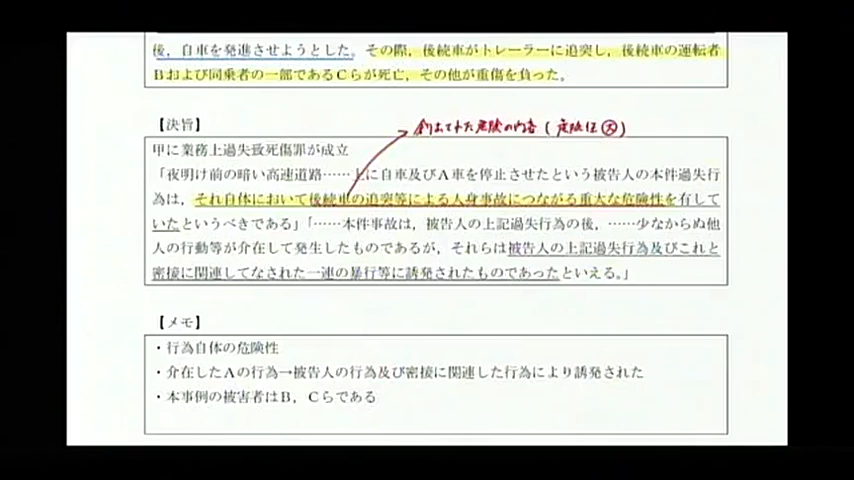 後，自車を発進させようとした。その際，後続車がトレーラーに追突し，後続車の運転者
Bおよび同乗者の一部であるCらが死亡，その他が重傷を負った。
【決旨】
創出された危険の内容（危険性大）
甲に業務上過失致死傷罪が成立
「夜明け前の暗い高速道路……上に自車及びA車を停止させたという被告人の本件過失行
為は，それ自体において後続車の追突等による人身事故につながる重大な危険性を有して
いたというべきである」「……本件事故は，被告人の上記過失行為の後，……少なからぬ他
人の行動等が介在して発生したものであるが，それらは被告人の上記過失行為及びこれと
密接に関連してなされた一連の暴行等に誘発されたものであったといえる。」
【メモ】
・行為自体の危険性
・介在したAの行為→被告人の行為及び密接に関連した行為により誘発された
・本事例の被害者はB，Cらである